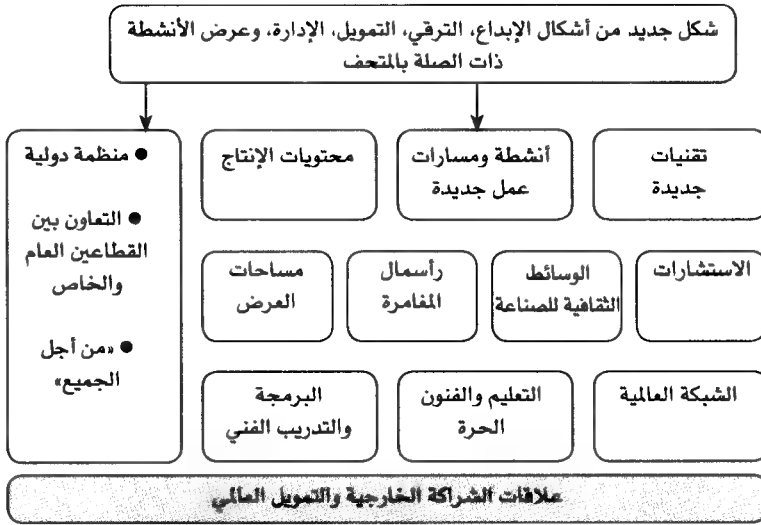 شكل جديد من أشكال الإبداع، الترقي، التمويل، الإدارة، وعرض الأنشطة
ذات الصلة بالمتحف
تقنيات
جديدة
أنشطة ومسارات
عمل جديدة
محتويات الإنتاج
● منظمة دولية
● التعاون بين
القطاعين العام
والخاص
● «من أجل
الجميع»
الاستشارات
الوسائط
الثقافية للصناعة
رأسمال
المغامرة
مساحات
العرض
الشبكة العالمية
التعليم والفنون
الحرة
البرمجة
والتدريب الفني
علاقات الشراكة الخارجية والتمويل العالمي